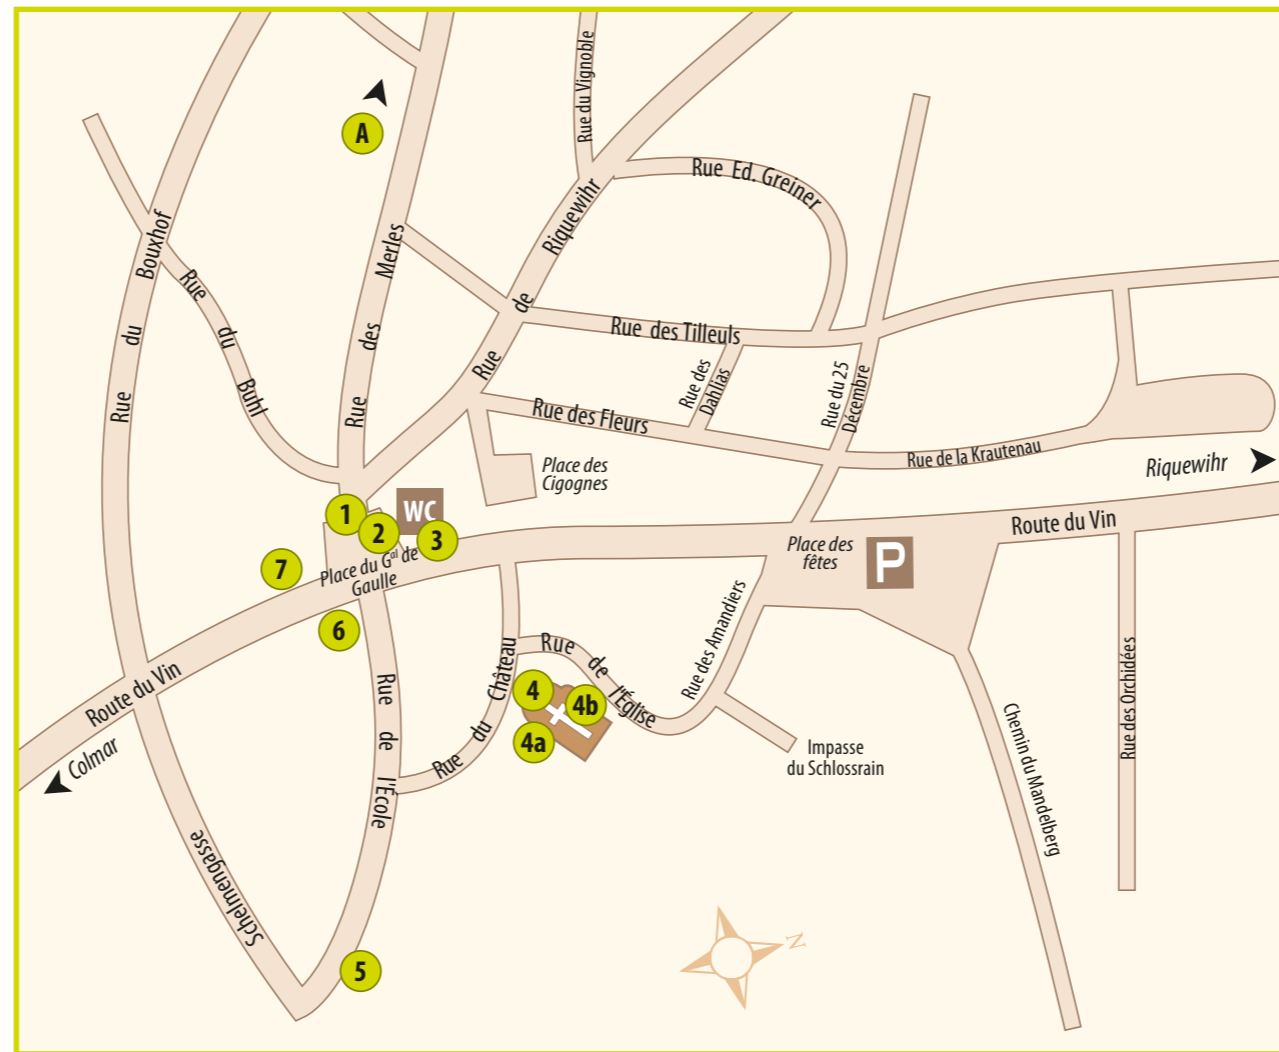 A
Rue du Vignoble
Rue Ed. Greiner
Rue du Bouxhof
Rue du Buhl
Rue des Merles
Rue de Riquewihr
Rue des Tilleuls
Rue des
Dahlias
Rue du 25
Décembre
Rue des Fleurs
Rue de la Krautenau
Riquewihr
Place des
Cigognes
WC
1
2
3
Route du Vin
Place des
fêtes
P
7
Place du Gal de
Gaulle
6
Rue des Amandiers
Rue de l'Église
Rue du Château
4
4b
4a
Route du Vin
Colmar
Rue de l'École
Impasse
du Schlossrain
Chemin du Mandelberg
Rue des Orchidées
Schelmengasse
5
N